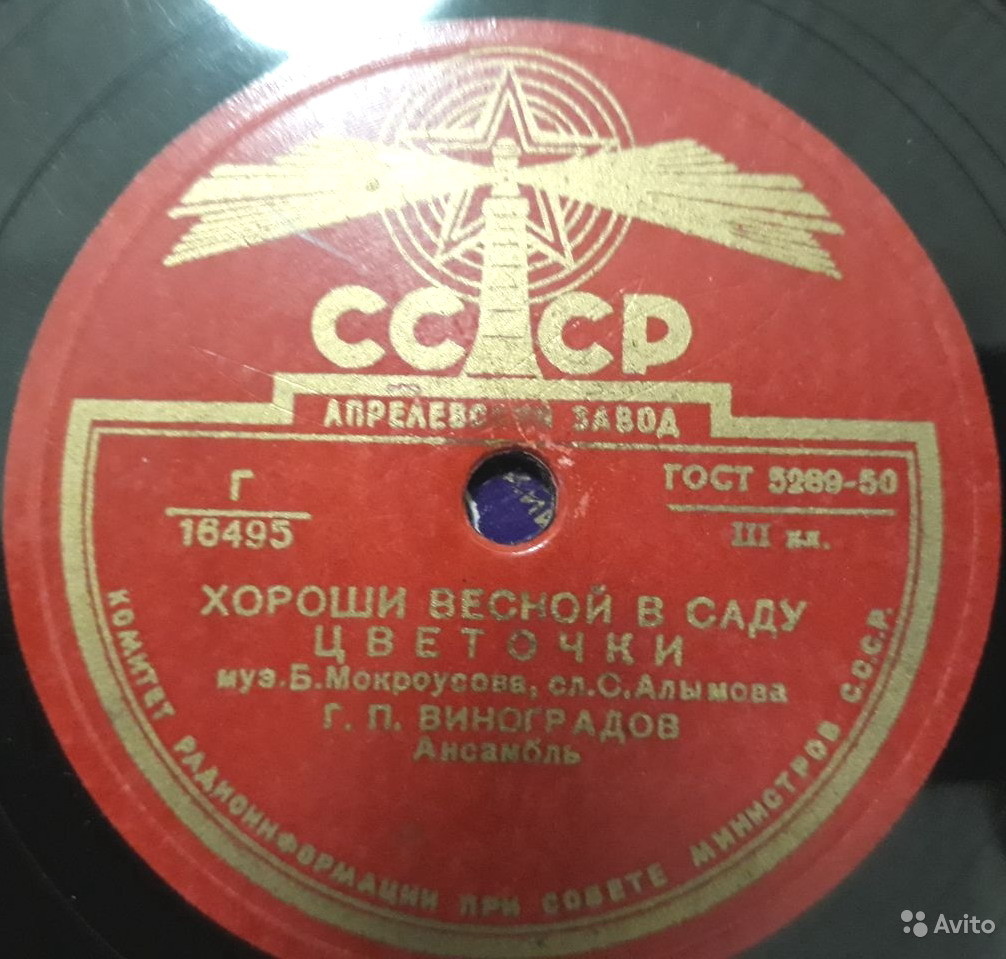 СССР
АПРЕЛЕВСКИЙ ЗАВОД
Г
16495
ГОСТ 5289-50
III кл.
ХОРОШИ ВЕСНОЙ В САДУ
ЦВЕТОЧКИ
муз. Б. Мокроусова, сл. С. Алымова
Г. П. ВИНОГРАДОВ
Ансамбль
КОМИТЕТ РАДИОИНФОРМАЦИИ ПРИ СОВЕТЕ МИНИСТРОВ С.С.С.Р.
Avito